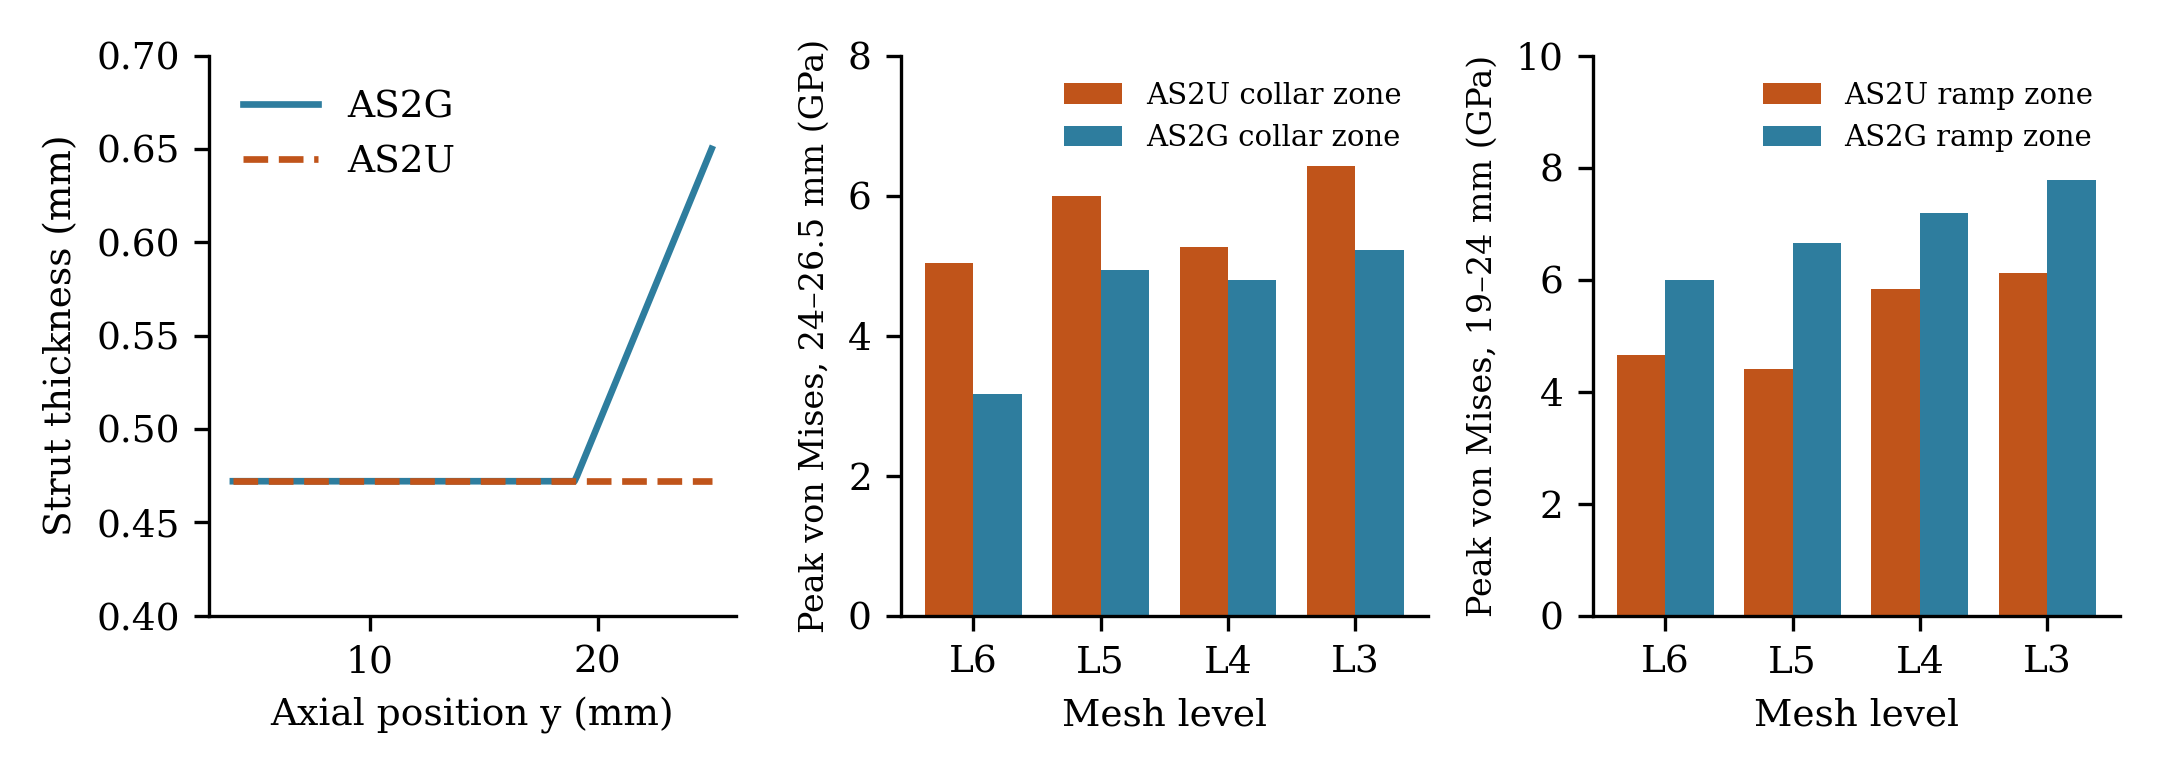 Strut thickness (mm)
0.70
0.65
0.60
0.55
0.50
0.45
0.40
AS2G
AS2U
10
20
Axial position y (mm)
Peak von Mises, 24–26.5 mm (GPa)
8
6
4
2
0
AS2U collar zone
AS2G collar zone
L6
L5
L4
L3
Mesh level
Peak von Mises, 19–24 mm (GPa)
10
8
6
4
2
0
AS2U ramp zone
AS2G ramp zone
L6
L5
L4
L3
Mesh level